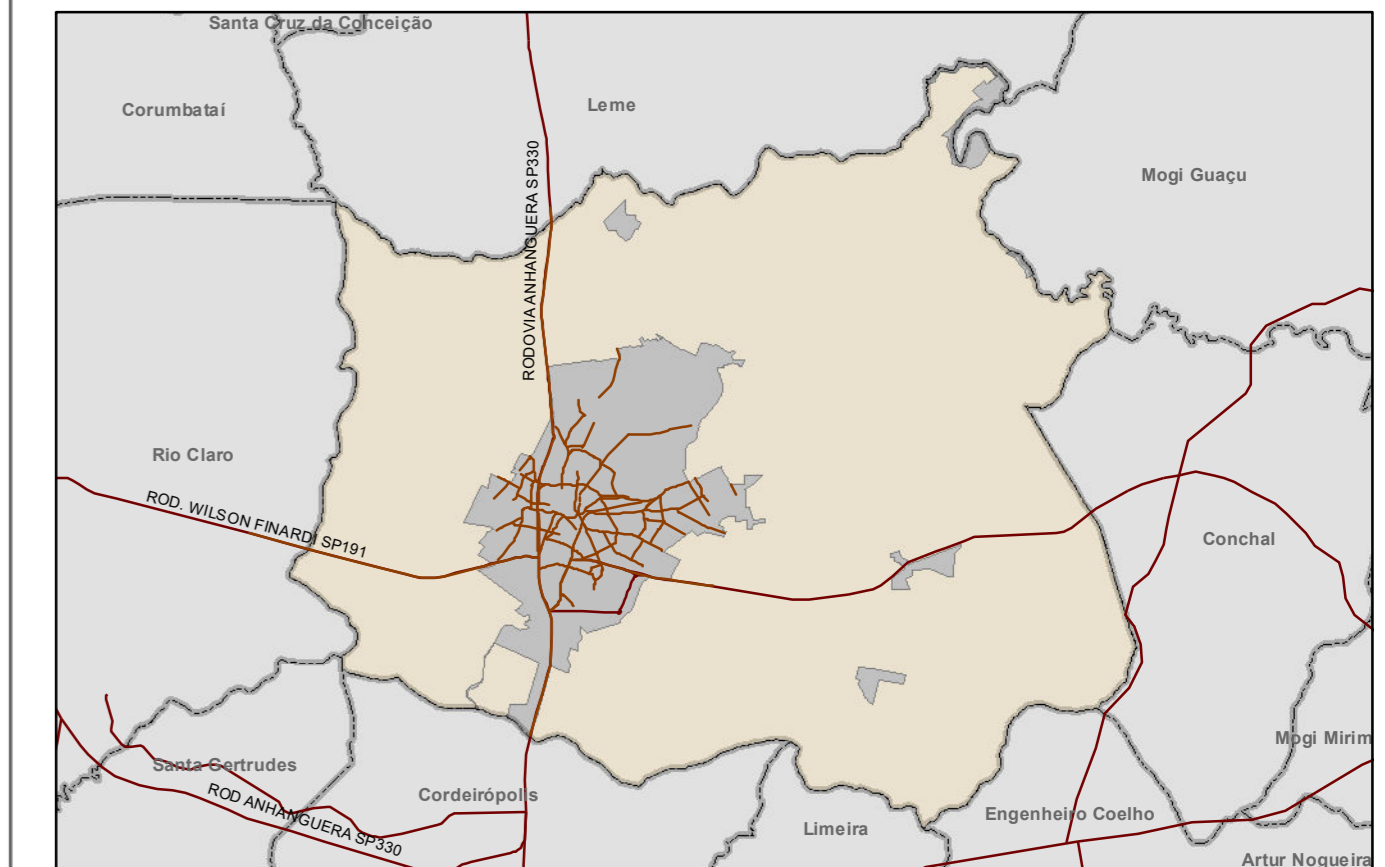 Santa Cruz da Conceição
Corumbataí
Leme
Mogi Guaçu
RODOVIA ANHANGUERA SP330
Rio Claro
ROD. WILSON FINARDI SP191
Conchal
Mogi Mirim
Santa Gertrudes
ROD ANHANGUERA SP330
Cordeirópolis
Engenheiro Coelho
Limeira
Artur Nogueira